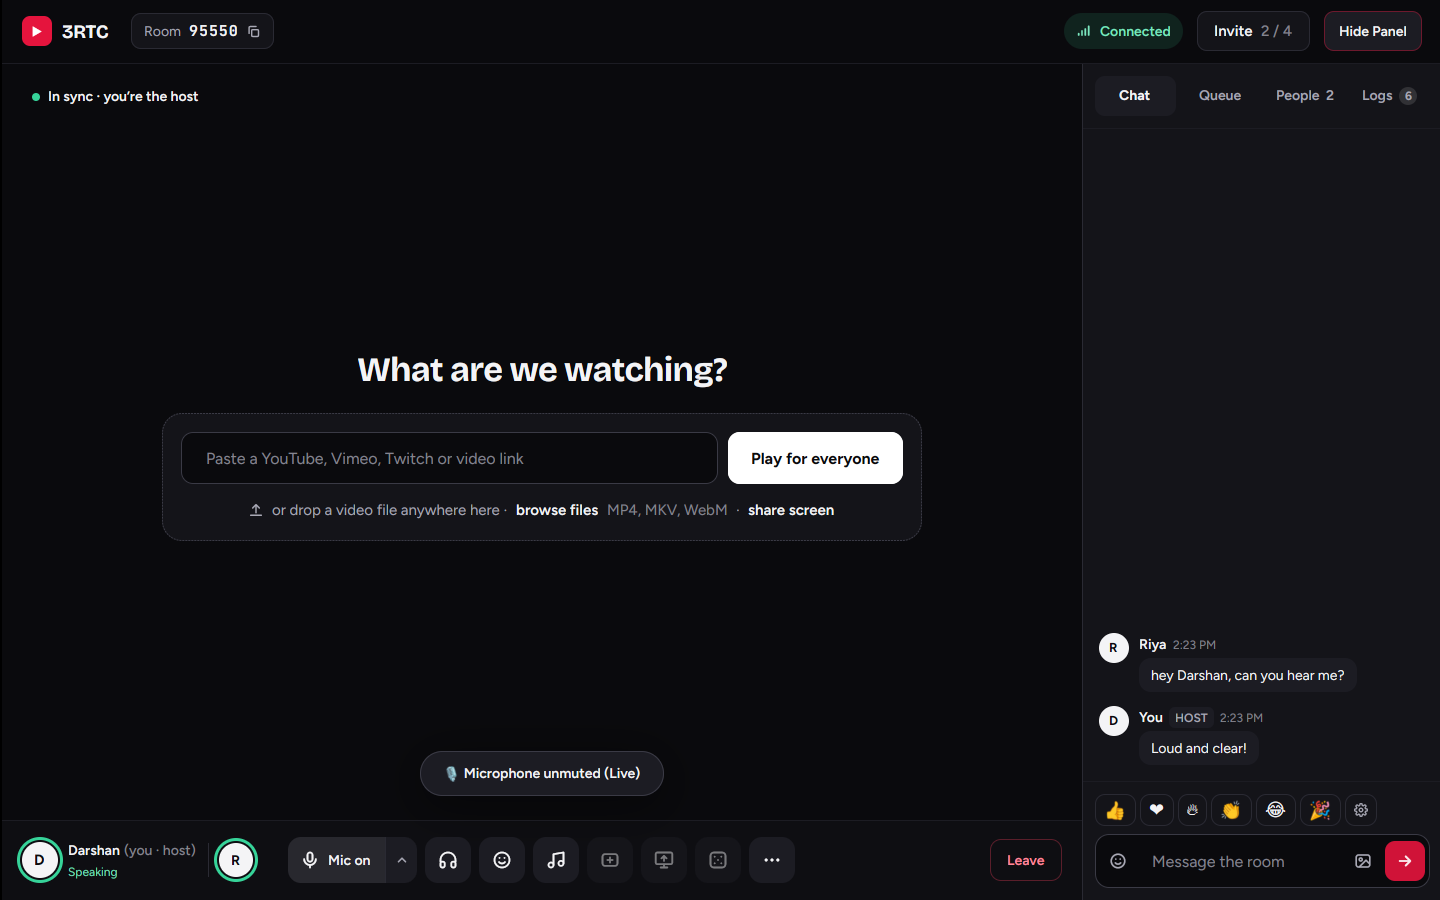 3RTC
Room 95550
Connected
Invite 2 / 4
Hide Panel
In sync · you're the host
Chat
Queue
People 2
Logs 6
What are we watching?
Paste a YouTube, Vimeo, Twitch or video link
Play for everyone
or drop a video file anywhere here · browse files MP4, MKV, WebM · share screen
R
Riya 2:23 PM
hey Darshan, can you hear me?
D
You HOST 2:23 PM
Loud and clear!
Microphone unmuted (Live)
D
Darshan (you · host)
Speaking
R
Mic on
Leave
Message the room